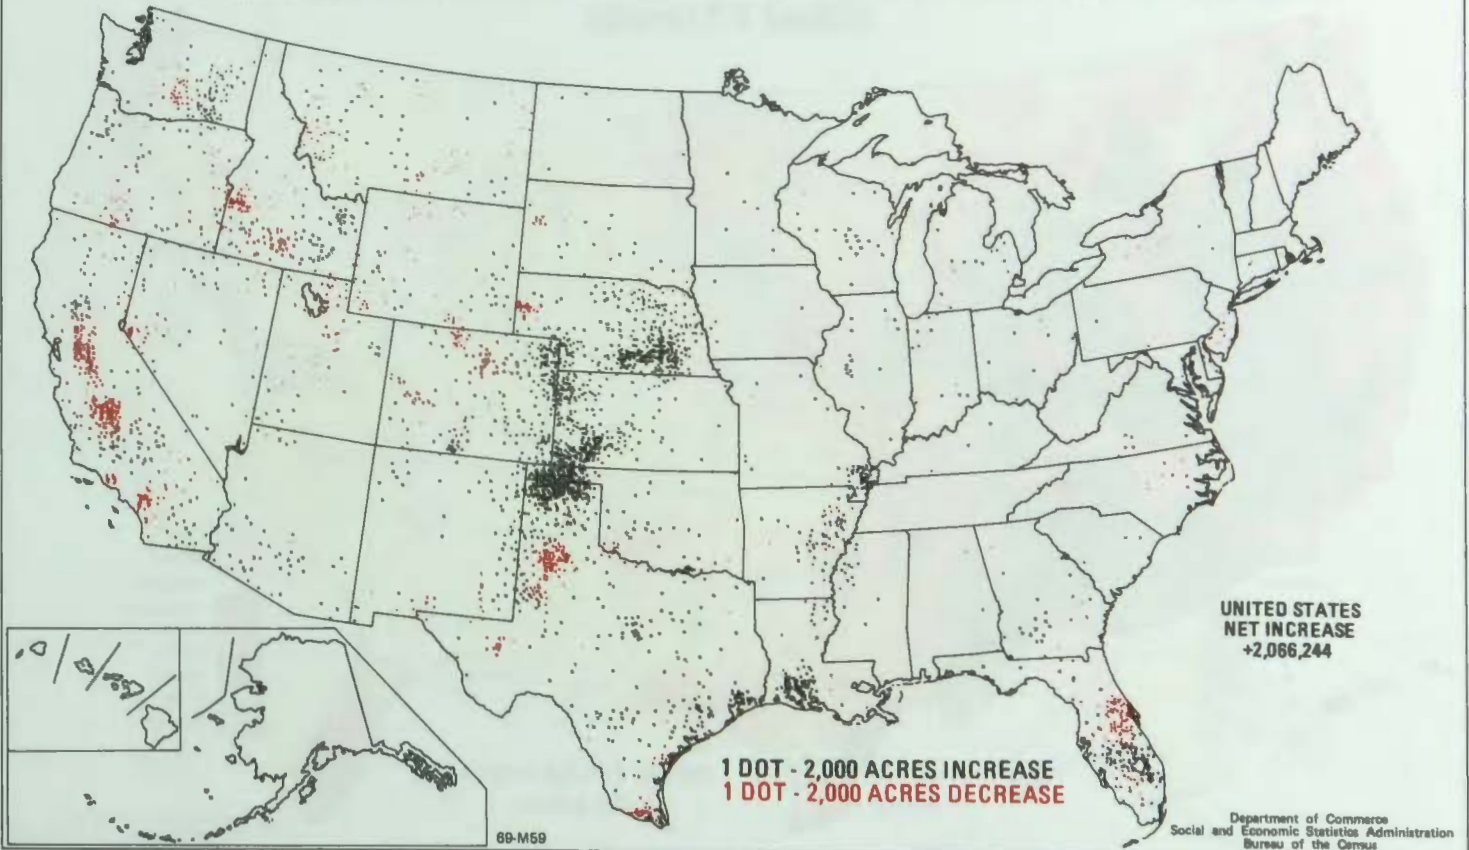 UNITED STATES
NET INCREASE
+2,066,244
1 DOT - 2,000 ACRES INCREASE
1 DOT - 2,000 ACRES DECREASE
69-M59
Department of Commerce
Social and Economic Statistics Administration
Bureau of the Census